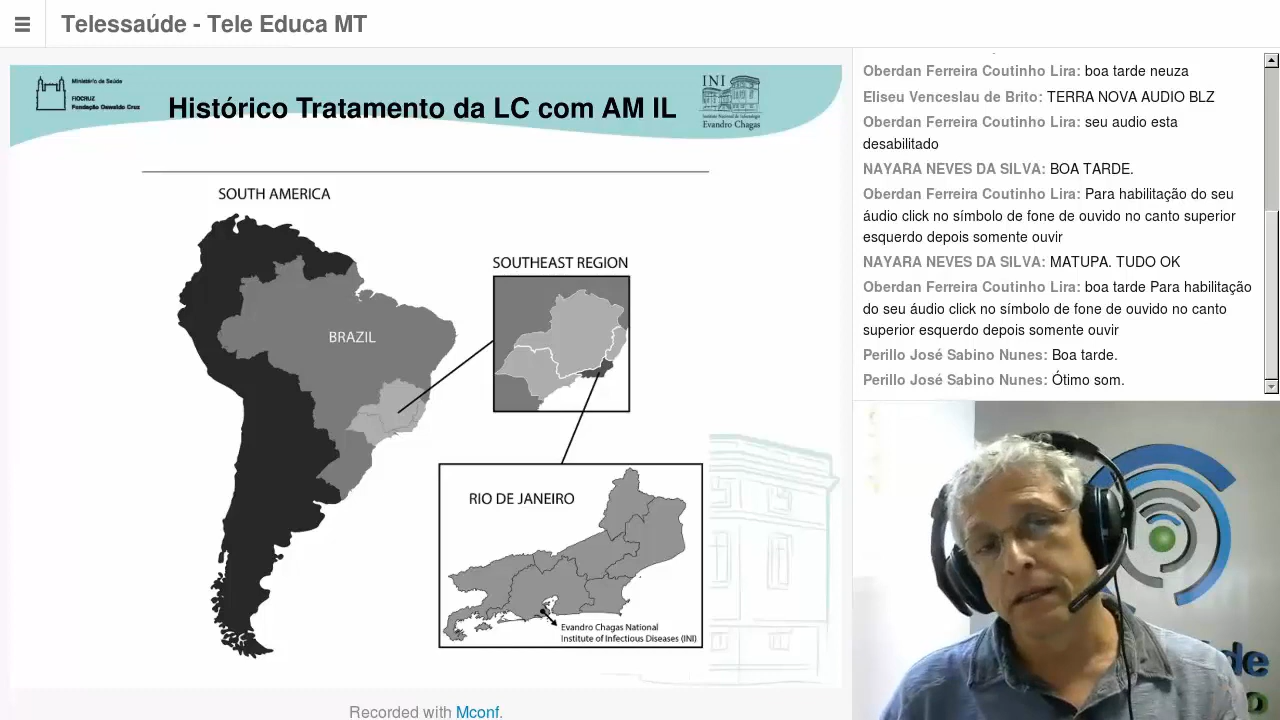 Telessaúde - Tele Educa MT
Ministério da Saúde
FIOCRUZ
Fundação Oswaldo Cruz
Histórico Tratamento da LC com AM IL
INI
Instituto Nacional de Infectologia
Evandro Chagas
SOUTH AMERICA
BRAZIL
SOUTHEAST REGION
RIO DE JANEIRO
Evandro Chagas National
Institute of Infectious Diseases (INI)
Recorded with Mconf.
Oberdan Ferreira Coutinho Lira: boa tarde neuza
Eliseu Venceslau de Brito: TERRA NOVA AUDIO BLZ
Oberdan Ferreira Coutinho Lira: seu audio esta
desabilitado
NAYARA NEVES DA SILVA: BOA TARDE.
Oberdan Ferreira Coutinho Lira: Para habilitação do seu
áudio click no símbolo de fone de ouvido no canto superior
esquerdo depois somente ouvir
NAYARA NEVES DA SILVA: MATUPA. TUDO OK
Oberdan Ferreira Coutinho Lira: boa tarde Para habilitação
do seu áudio click no símbolo de fone de ouvido no canto
superior esquerdo depois somente ouvir
Perillo José Sabino Nunes: Boa tarde.
Perillo José Sabino Nunes: Ótimo som.
de